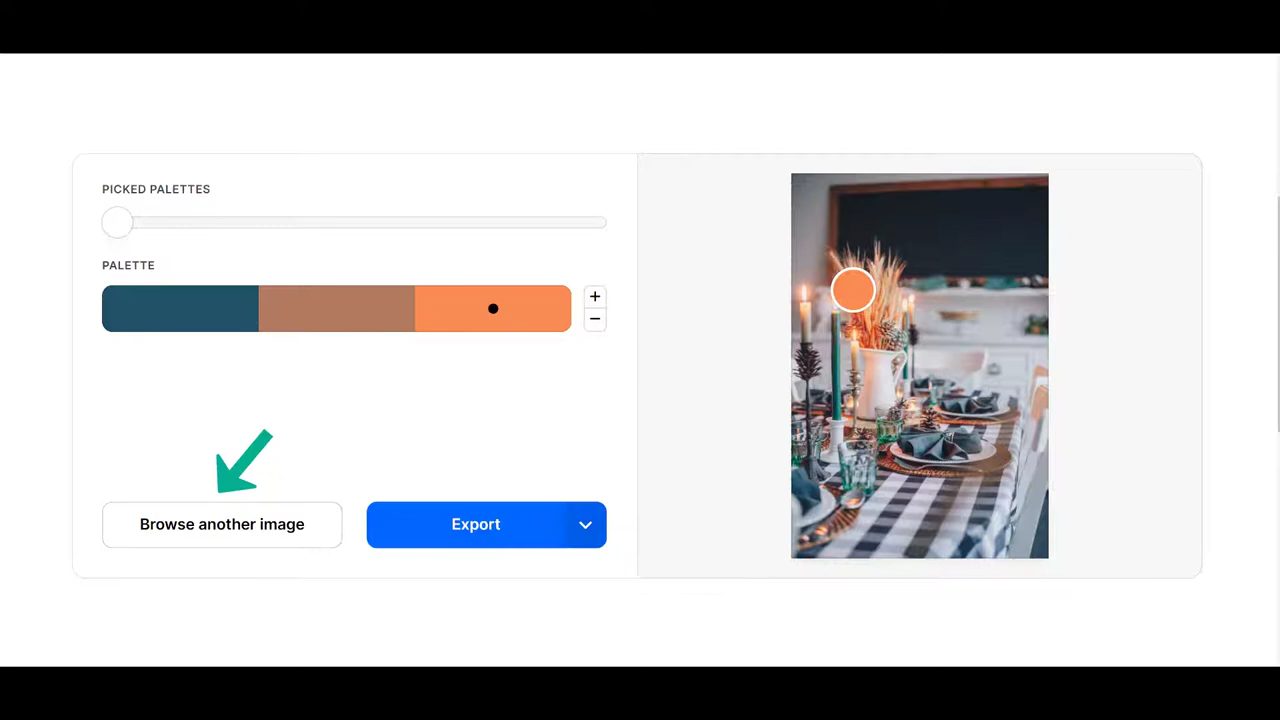 PICKED PALETTES
PALETTE
+
−
Browse another image
Export